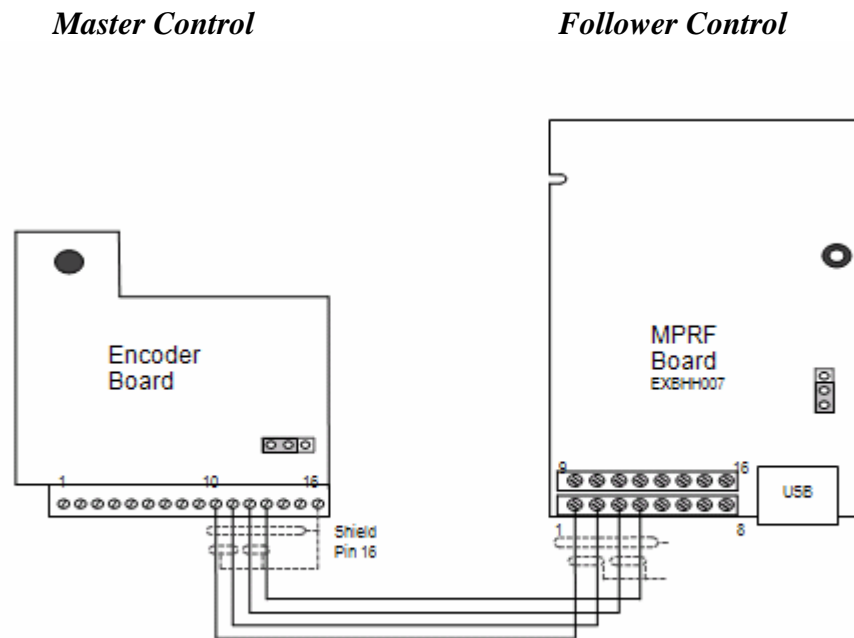 Master Control
Follower Control
Encoder
Board
1 10 16
Shield
Pin 16
MPRF
Board
EXBHH007
9 16
USB
1 8